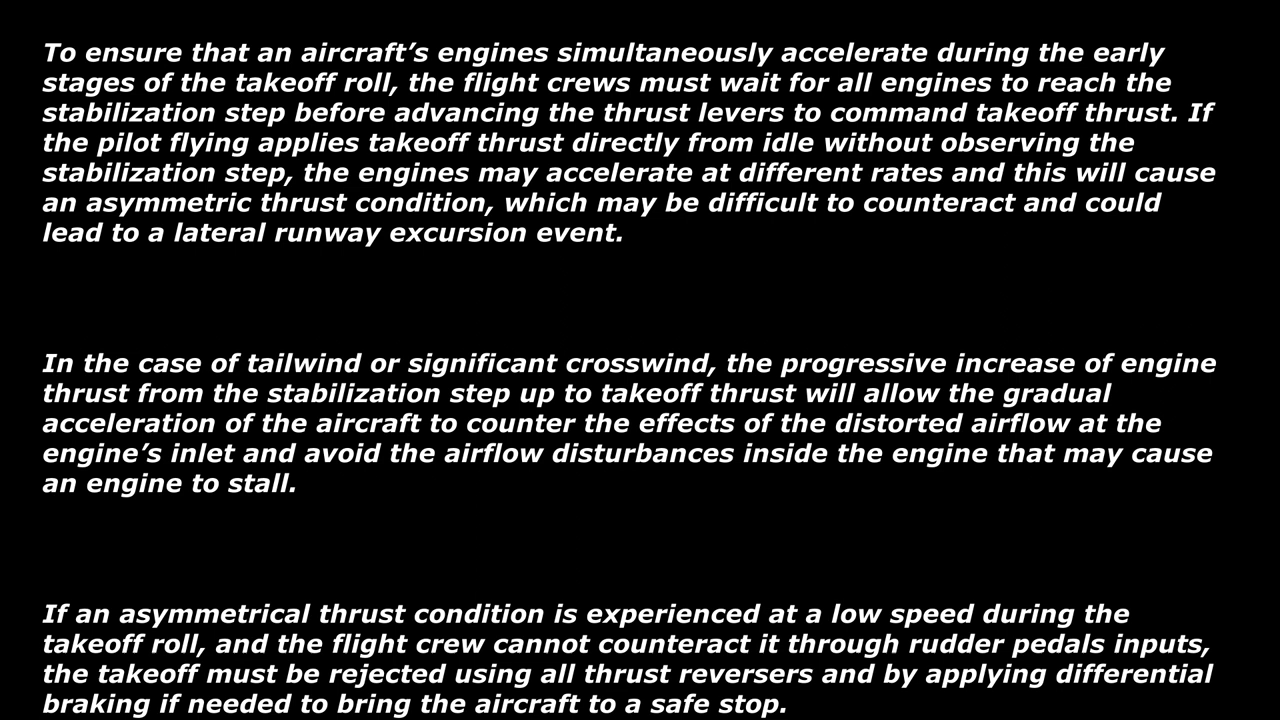 To ensure that an aircraft’s engines simultaneously accelerate during the early
stages of the takeoff roll, the flight crews must wait for all engines to reach the
stabilization step before advancing the thrust levers to command takeoff thrust. If
the pilot flying applies takeoff thrust directly from idle without observing the
stabilization step, the engines may accelerate at different rates and this will cause
an asymmetric thrust condition, which may be difficult to counteract and could
lead to a lateral runway excursion event.
In the case of tailwind or significant crosswind, the progressive increase of engine
thrust from the stabilization step up to takeoff thrust will allow the gradual
acceleration of the aircraft to counter the effects of the distorted airflow at the
engine’s inlet and avoid the airflow disturbances inside the engine that may cause
an engine to stall.
If an asymmetrical thrust condition is experienced at a low speed during the
takeoff roll, and the flight crew cannot counteract it through rudder pedals inputs,
the takeoff must be rejected using all thrust reversers and by applying differential
braking if needed to bring the aircraft to a safe stop.